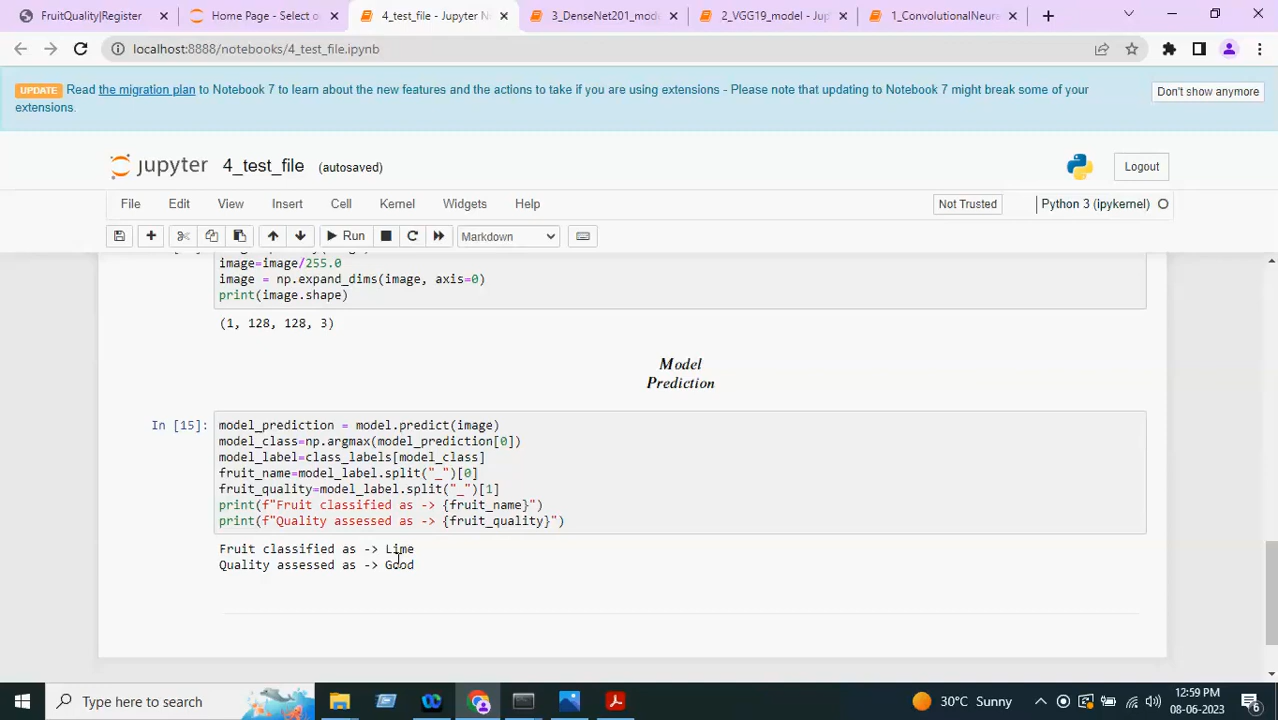 FruitQuality|Register
Home Page - Select o
4_test_file - Jupyter N
3_DenseNet201_mod
2_VGG19_model - Jup
1_ConvolutionalNeura
localhost:8888/notebooks/4_test_file.ipynb
UPDATE Read the migration plan to Notebook 7 to learn about the new features and the actions to take if you are using extensions - Please note that updating to Notebook 7 might break some of your
extensions.
Don't show anymore
jupyter 4_test_file (autosaved)
Logout
File Edit View Insert Cell Kernel Widgets Help
Not Trusted
Python 3 (ipykernel)
Run
Markdown
image=image/255.0
image = np.expand_dims(image, axis=0)
print(image.shape)
(1, 128, 128, 3)
Model
Prediction
In [15]:
model_prediction = model.predict(image)
model_class=np.argmax(model_prediction[0])
model_label=class_labels[model_class]
fruit_name=model_label.split("_")[0]
fruit_quality=model_label.split("_")[1]
print(f"Fruit classified as -> {fruit_name}")
print(f"Quality assessed as -> {fruit_quality}")
Fruit classified as -> Lime
Quality assessed as -> Good
Type here to search
30°C Sunny
12:59 PM
08-06-2023
6